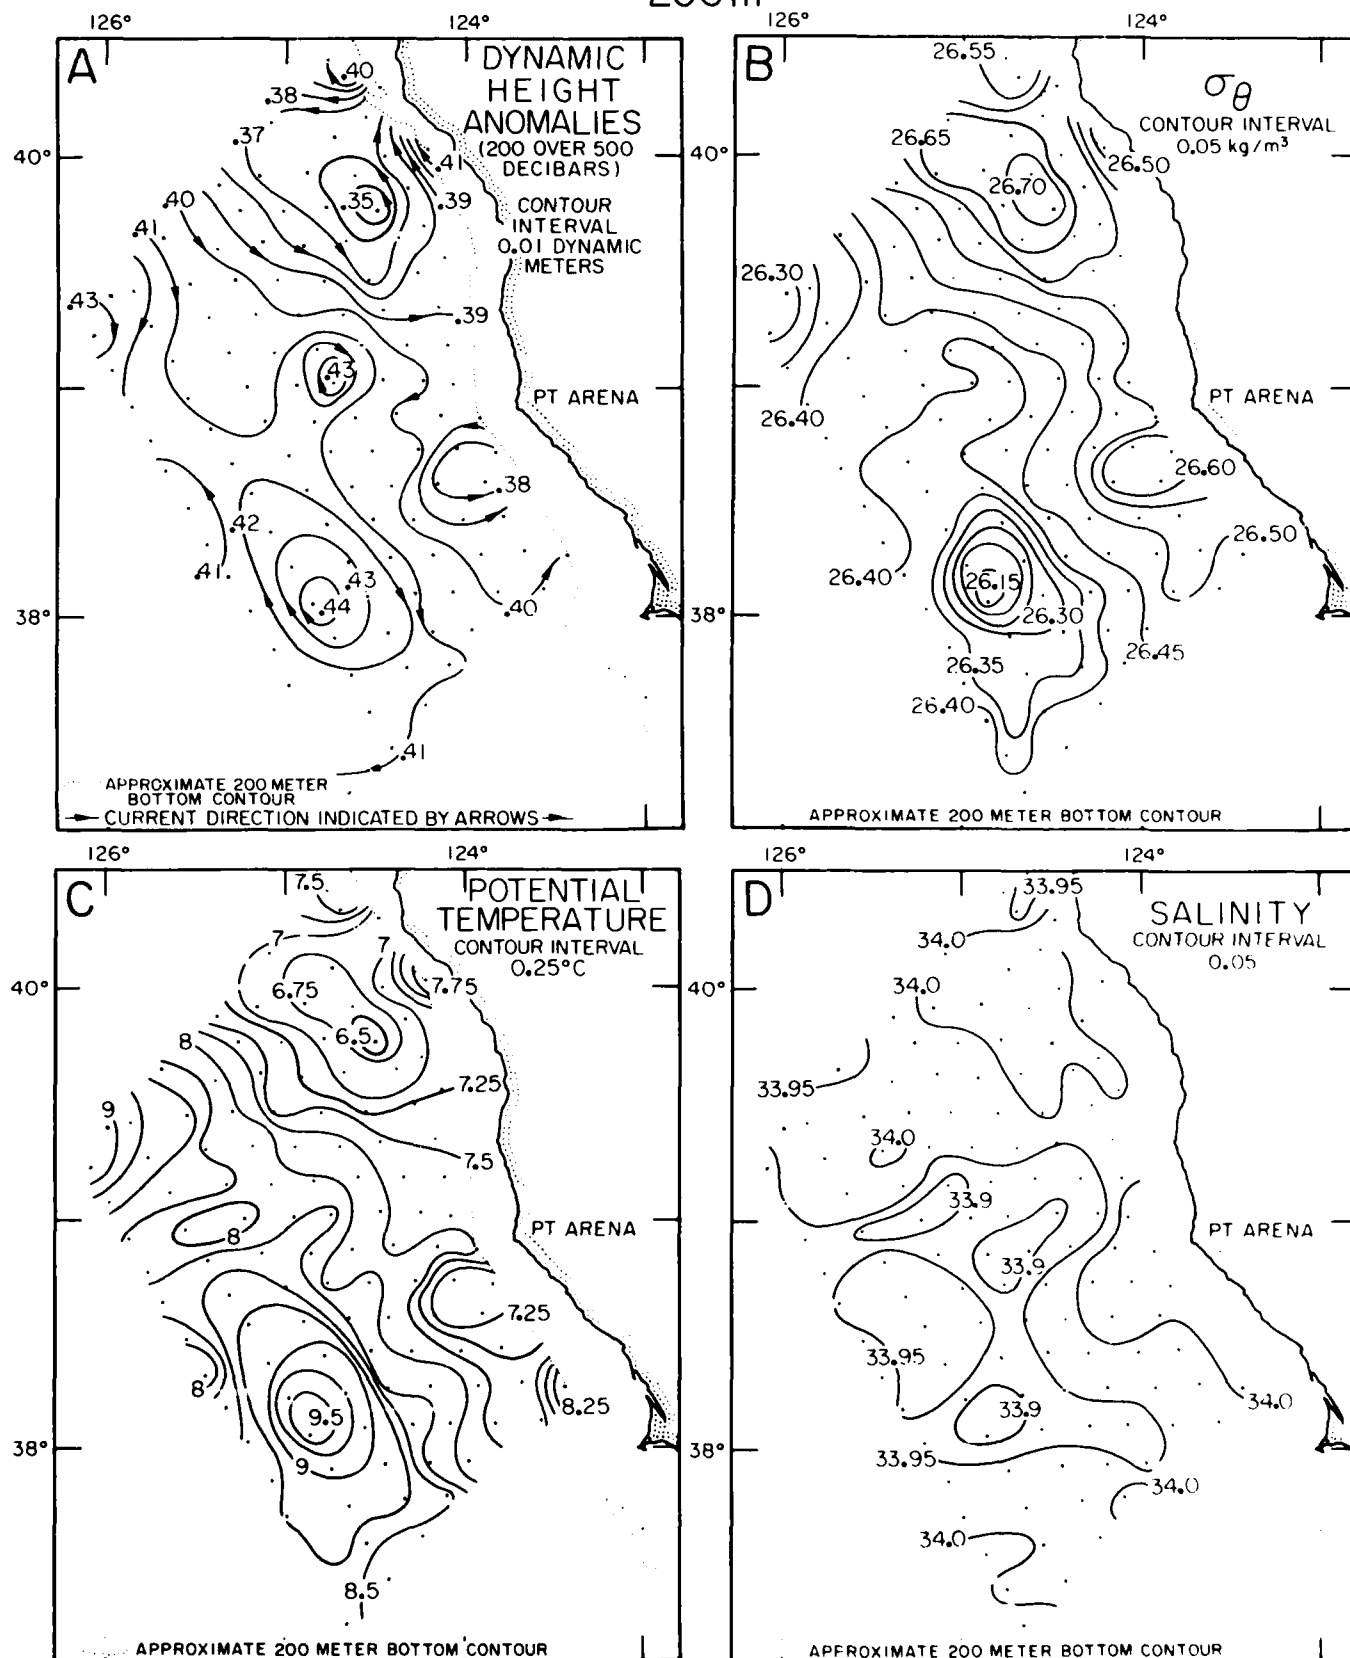 200m
126°
124°
A
DYNAMIC
HEIGHT
ANOMALIES
(200 OVER 500
DECIBARS)
CONTOUR
INTERVAL
0.01 DYNAMIC
METERS
.40
.38
.37
40°
.41
.40
.35
.39
.41
.43
.39
.43
PT ARENA
.38
.42
.41
.43
.44
.40
38°
.41
APPROXIMATE 200 METER
BOTTOM CONTOUR
CURRENT DIRECTION INDICATED BY ARROWS
126°
124°
B
σθ
CONTOUR INTERVAL
0.05 kg/m³
26.55
26.65
40°
26.50
26.70
26.30
26.40
PT ARENA
26.60
26.50
26.40
26.15
26.30
38°
26.45
26.35
26.40
APPROXIMATE 200 METER BOTTOM CONTOUR
126°
124°
C
POTENTIAL
TEMPERATURE
CONTOUR INTERVAL
0.25°C
7.5
7
7
40°
6.75
7.75
8
6.5
7.25
9
7.5
8
PT ARENA
7.25
8
8.25
9.5
38°
9
8.5
APPROXIMATE 200 METER BOTTOM CONTOUR
126°
124°
D
SALINITY
CONTOUR INTERVAL
0.05
33.95
34.0
40°
34.0
33.95
34.0
33.9
PT ARENA
33.9
33.95
33.9
34.0
38°
33.95
34.0
34.0
APPROXIMATE 200 METER BOTTOM CONTOUR